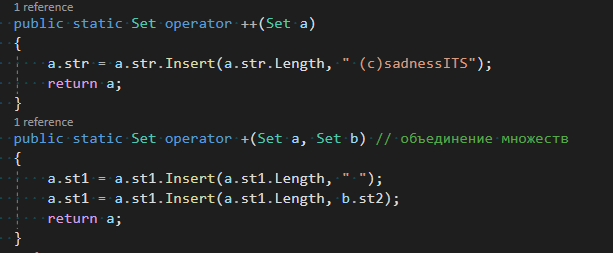 1 reference
public static Set operator ++(Set a)
{
a.str = a.str.Insert(a.str.Length, " (c)sadnessITS");
return a;
}
1 reference
public static Set operator +(Set a, Set b) // объединение множеств
{
a.st1 = a.st1.Insert(a.st1.Length, " ");
a.st1 = a.st1.Insert(a.st1.Length, b.st2);
return a;
}